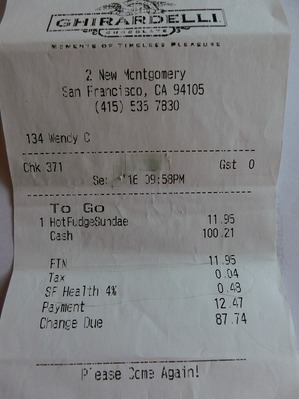 GHIRARDELLI
CHOCOLATE
MOMENTS OF TIMELESS PLEASURE
2 New Montgomery
San Francisco, CA 94105
(415) 536 7830
134 Wendy C
Chk 371 Gst 0
Se 16 09:58PM
To Go
1 HotFudgeSundae 11.95
Cash 100.21
11.95
Tax 0.04
SF Health 4% 0.48
Payment 12.47
Change Due 87.74
Please Come Again!